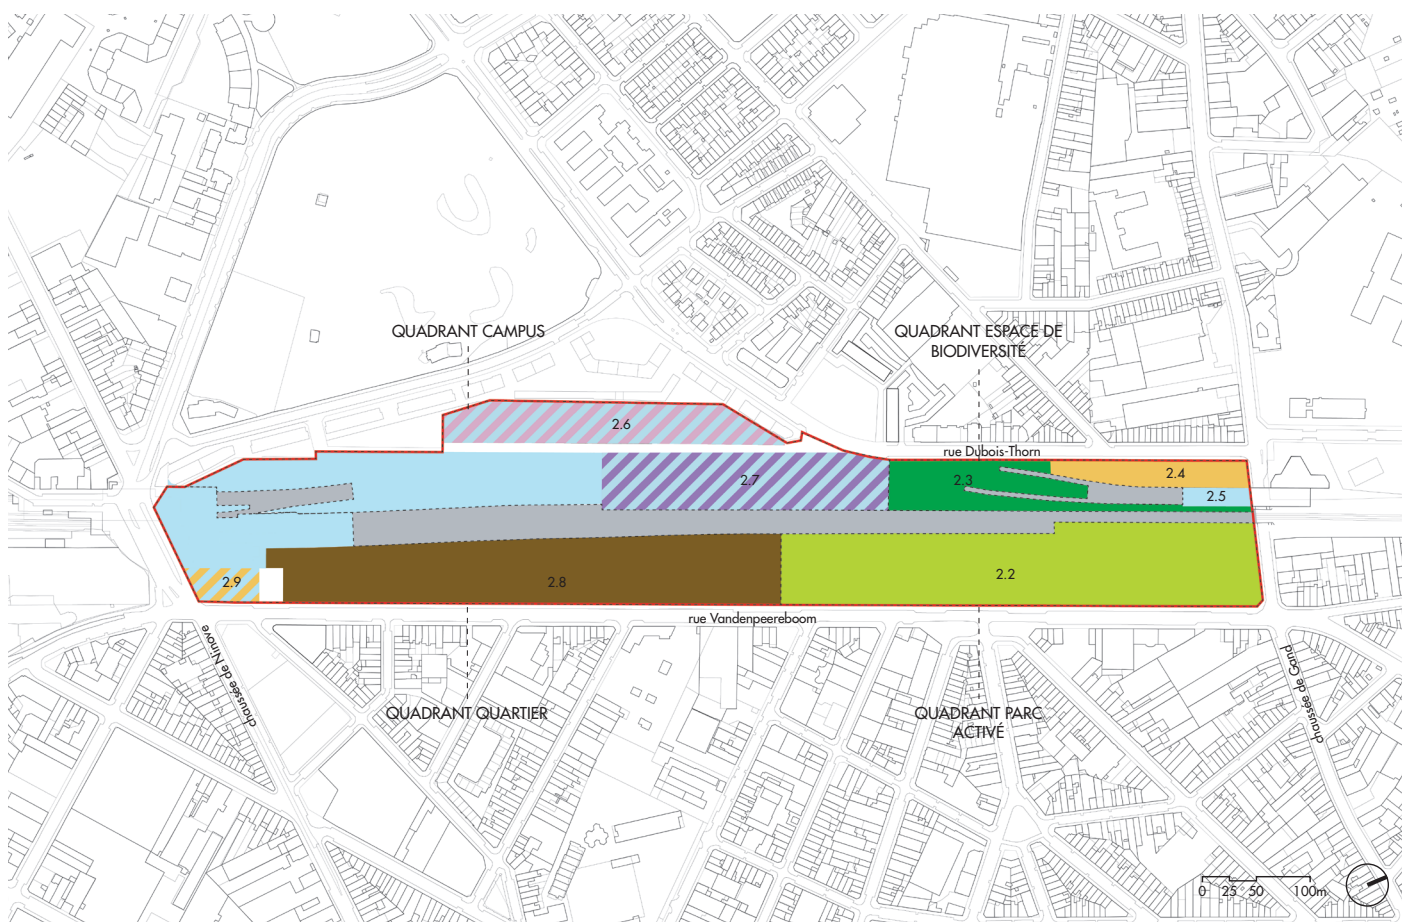 QUADRANT CAMPUS
QUADRANT ESPACE DE
BIODIVERSITÉ
2.6
rue Dubois-Thorn
2.7
2.3
2.4
2.5
2.9
2.8
2.2
rue Vandenpeereboom
chaussée de Ninove
chaussée de Gand
QUADRANT QUARTIER
QUADRANT PARC
ACTIVÉ
0 25 50 100m